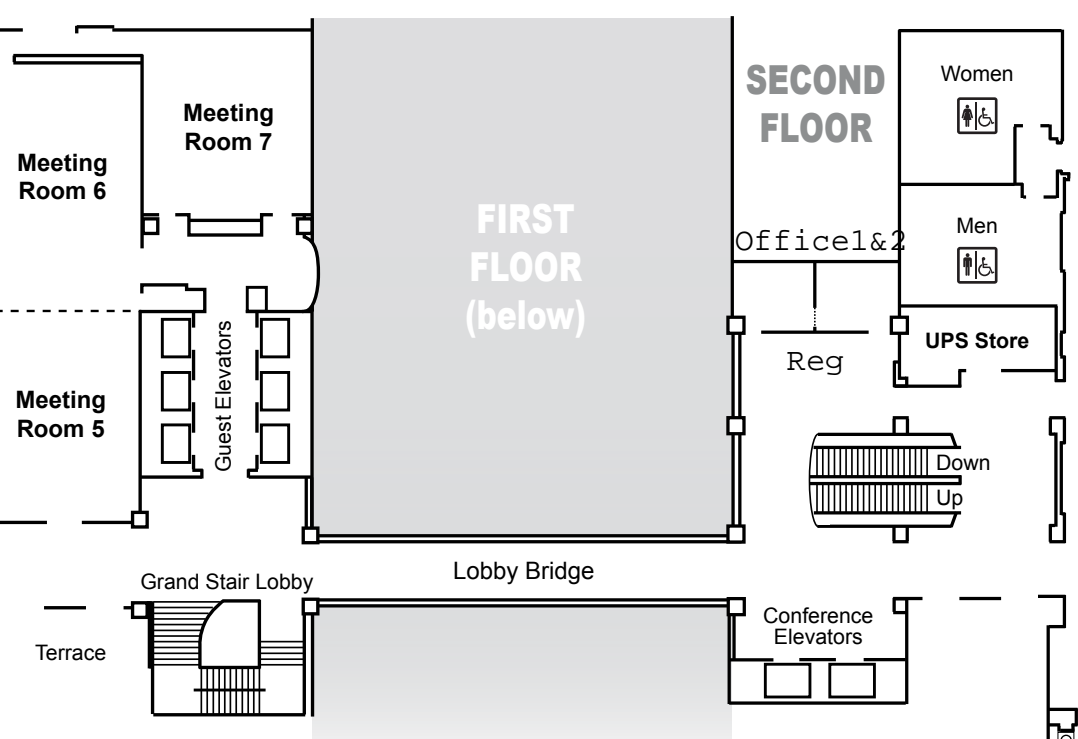 Meeting
Room 7
Meeting
Room 6
SECOND
FLOOR
Women
FIRST
FLOOR
(below)
Office1&2
Men
UPS Store
Reg
Guest Elevators
Meeting
Room 5
Down
Up
Lobby Bridge
Grand Stair Lobby
Conference
Elevators
Terrace